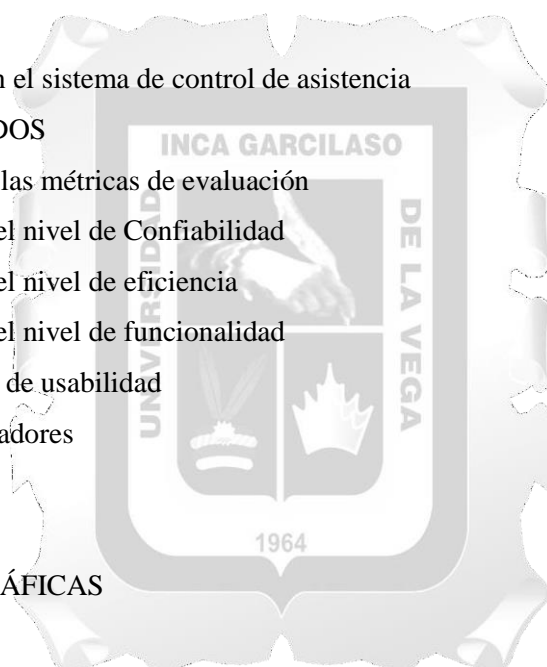 n el sistema de control de asistencia
DOS
INCA GARCILASO
las métricas de evaluación
el nivel de Confiabilidad
el nivel de eficiencia
el nivel de funcionalidad
de usabilidad
adores
UNIVERSIDAD
DE LA VEGA
1964
ÁFICAS